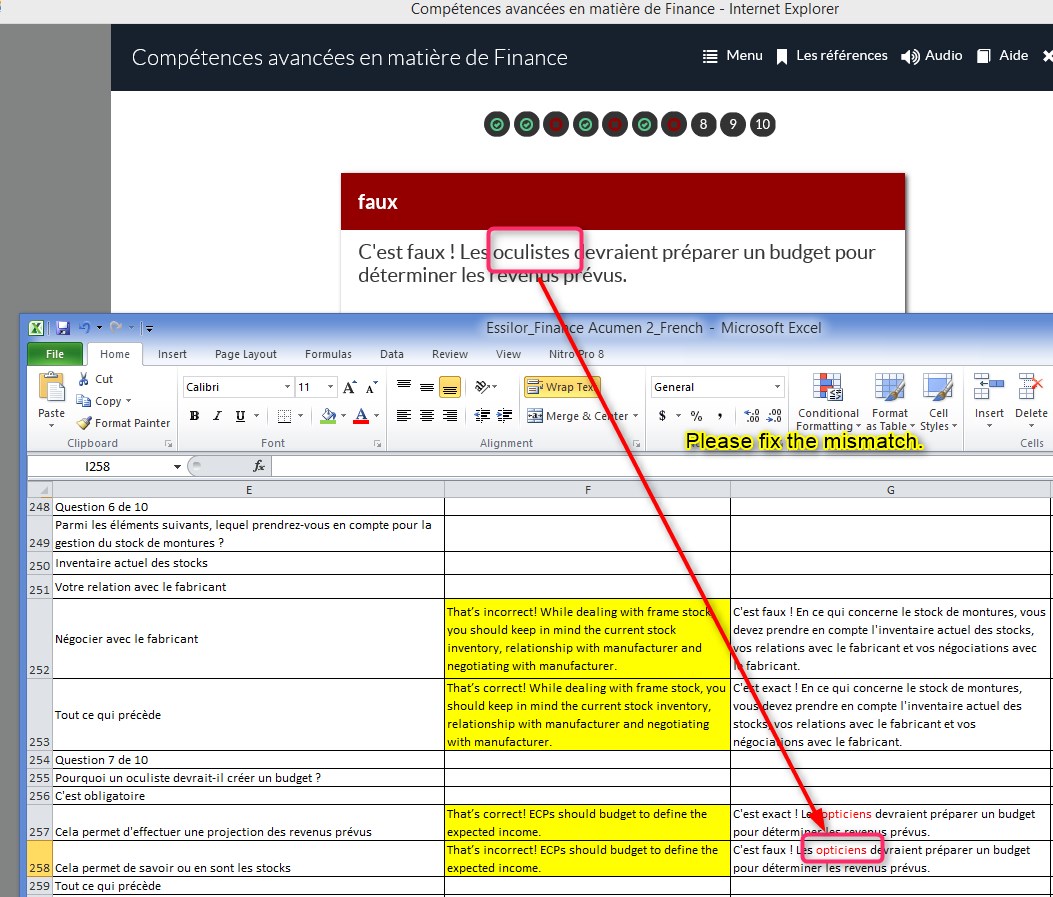 Compétences avancées en matière de Finance - Internet Explorer
Compétences avancées en matière de Finance
Menu
Les références
Audio
Aide
8 9 10
faux
C'est faux ! Les oculistes devraient préparer un budget pour
déterminer les revenus prévus.
Essilor_Finance Acumen 2_French - Microsoft Excel
File Home Insert Page Layout Formulas Data Review View Nitro Pro 8
Paste
Cut
Copy
Format Painter
Clipboard
Calibri 11
B I U
Font
Wrap Text
Merge & Center
Alignment
General
$ % ,
Conditional
Formatting
Format
as Table
Cell
Styles
Insert
Delete
Cells
Please fix the mismatch.
I258 fx
E F G
248 Question 6 de 10
Parmi les éléments suivants, lequel prendrez-vous en compte pour la
249 gestion du stock de montures ?
250 Inventaire actuel des stocks
251 Votre relation avec le fabricant
252 Négocier avec le fabricant
That's incorrect! While dealing with frame stock,
you should keep in mind the current stock
inventory, relationship with manufacturer and
negotiating with manufacturer.
C'est faux ! En ce qui concerne le stock de montures, vous
devez prendre en compte l'inventaire actuel des stocks,
vos relations avec le fabricant et vos négociations avec
le fabricant.
253 Tout ce qui précède
That's correct! While dealing with frame stock, you
should keep in mind the current stock inventory,
relationship with manufacturer and negotiating
with manufacturer.
C'est exact ! En ce qui concerne le stock de montures,
vous devez prendre en compte l'inventaire actuel des
stocks, vos relations avec le fabricant et vos
négociations avec le fabricant.
254 Question 7 de 10
255 Pourquoi un oculiste devrait-il créer un budget ?
256 C'est obligatoire
257 Cela permet d'effectuer une projection des revenus prévus
That's correct! ECPs should budget to define the
expected income.
C'est exact ! Les opticiens devraient préparer un budget
pour déterminer les revenus prévus.
258 Cela permet de savoir ou en sont les stocks
That's incorrect! ECPs should budget to define the
expected income.
C'est faux ! Les opticiens devraient préparer un budget
pour déterminer les revenus prévus.
259 Tout ce qui précède